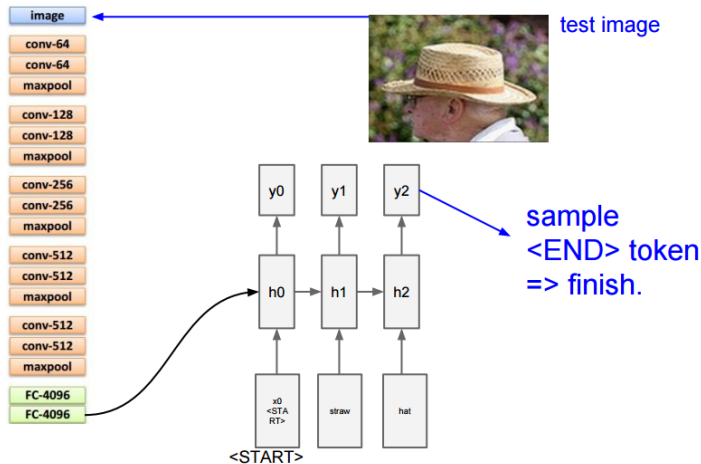 image
test image
conv-64
conv-64
maxpool
conv-128
conv-128
maxpool
conv-256
conv-256
maxpool
conv-512
conv-512
maxpool
conv-512
conv-512
maxpool
FC-4096
FC-4096
y0
y1
y2
sample
<END> token
=> finish.
h0
h1
h2
x0
<STA
RT>
straw
hat
<START>